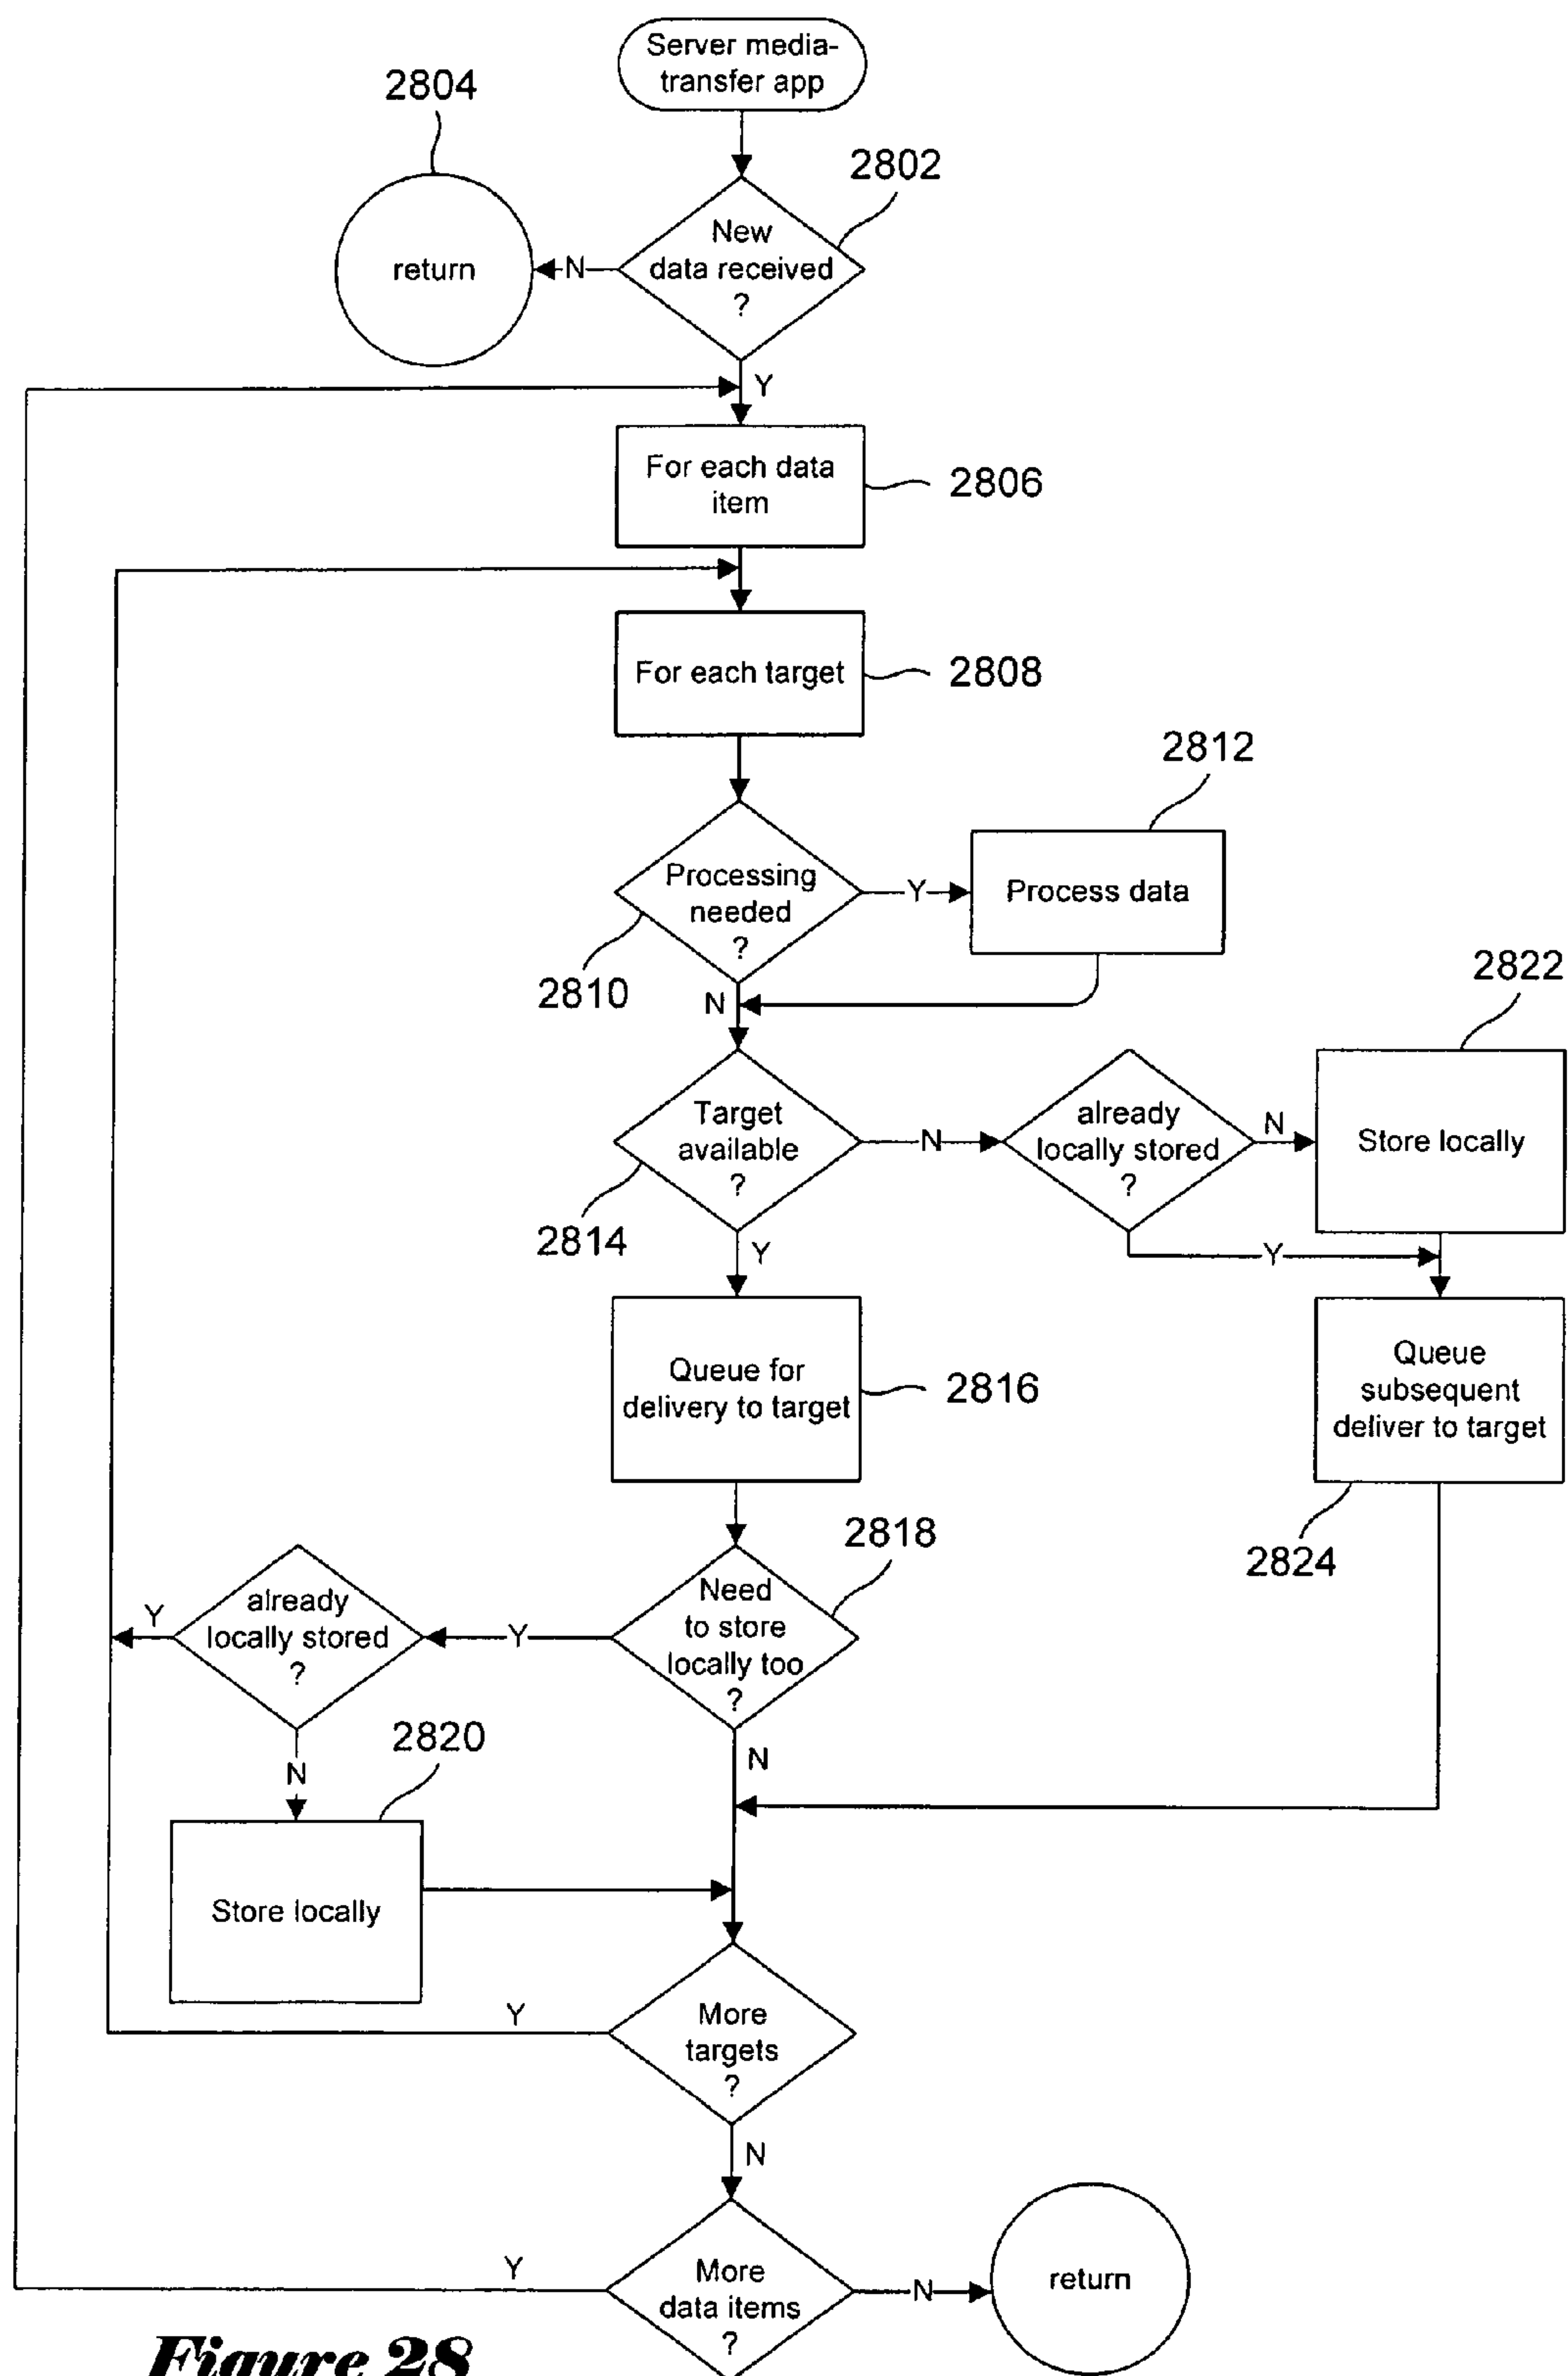 Server media-
transfer app
2804
2802
New
data received
?
return
N
Y
For each data
item
2806
For each target
2808
2812
Processing
needed
?
Y
Process data
2810
N
2822
Target
available
?
N
already
locally stored
?
N
Store locally
2814
Y
Y
Queue for
delivery to target
2816
Queue
subsequent
deliver to target
2818
2824
Need
to store
locally too
?
Y
already
locally stored
?
Y
N
2820
N
Store locally
More
targets
?
Y
N
More
data items
?
Y
N
return
Figure 28